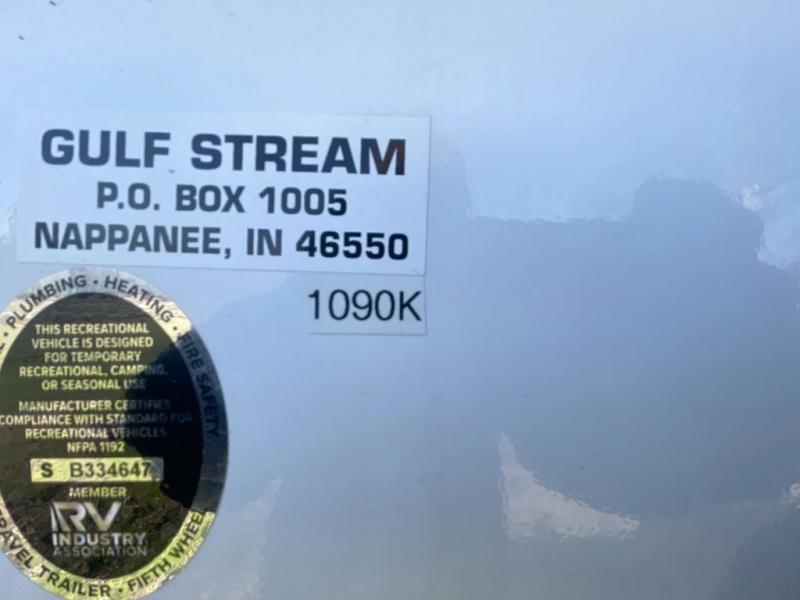 GULF STREAM
P.O. BOX 1005
NAPPANEE, IN 46550
1090K
PLUMBING • HEATING • FIRE SAFETY
THIS RECREATIONAL
VEHICLE IS DESIGNED
FOR TEMPORARY
RECREATIONAL, CAMPING,
OR SEASONAL USE
MANUFACTURER CERTIFIES
COMPLIANCE WITH STANDARD FOR
RECREATIONAL VEHICLES
NFPA 1192
S B334647
MEMBER
RV
INDUSTRY
ASSOCIATION
TRAVEL TRAILER • FIFTH WHEEL